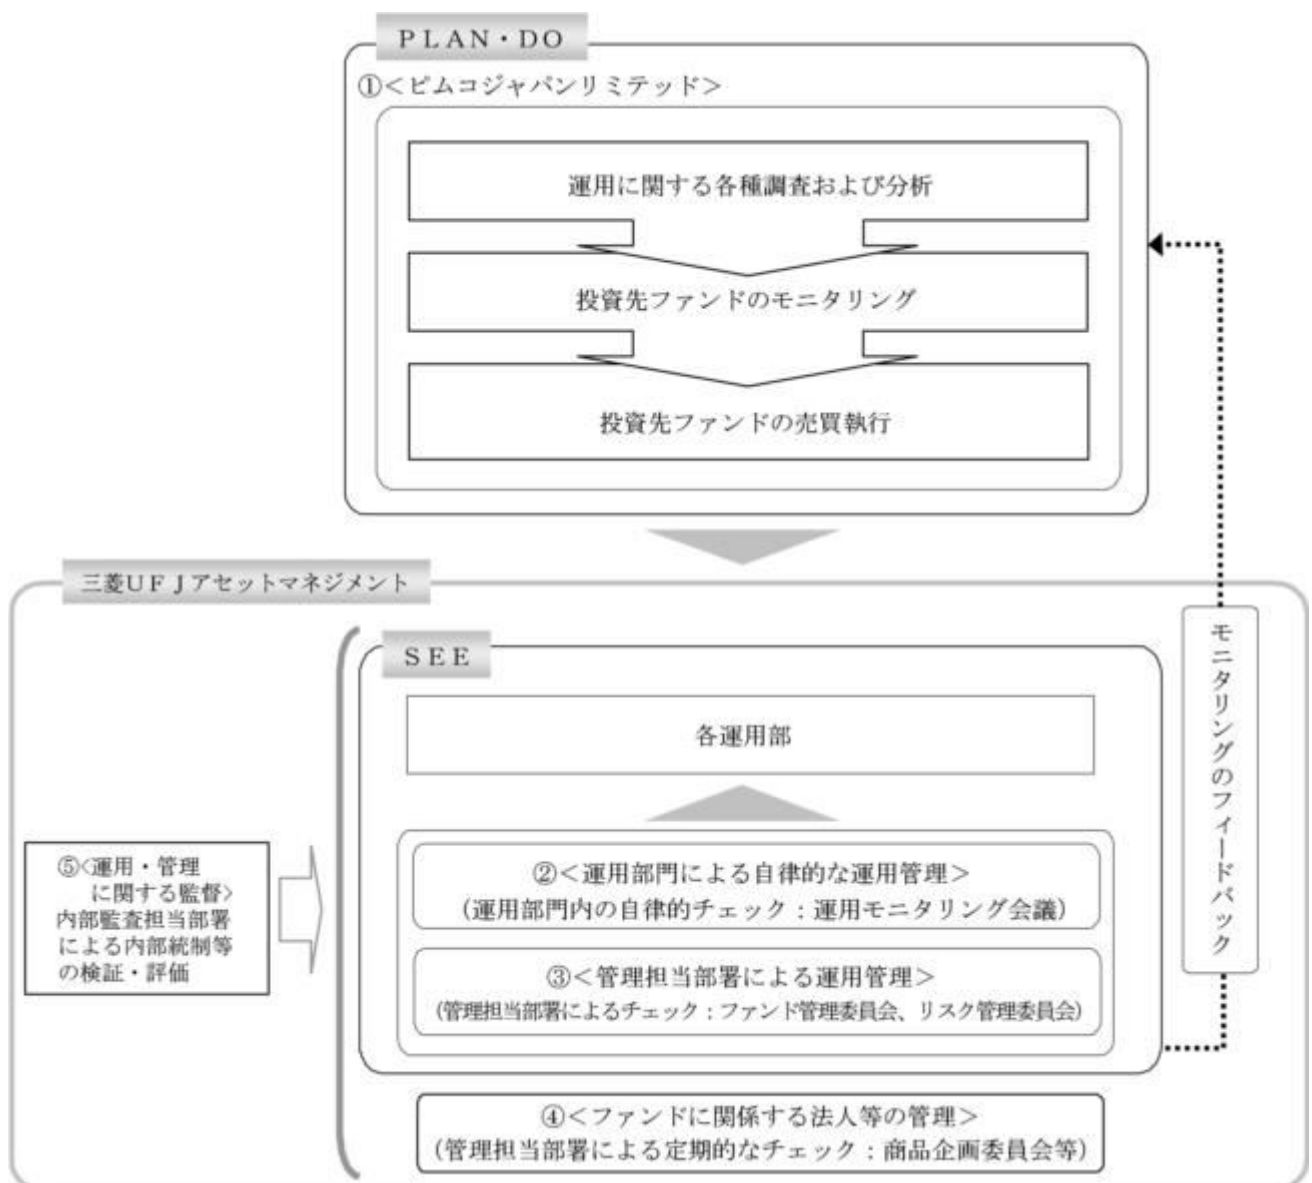 ＰＬＡＮ・ＤＯ
①＜ピムコジャパンリミテッド＞
運用に関する各種調査および分析
投資先ファンドのモニタリング
投資先ファンドの売買執行
三菱ＵＦＪアセットマネジメント
ＳＥＥ
各運用部
②＜運用部門による自律的な運用管理＞
（運用部門内の自律的チェック：運用モニタリング会議）
③＜管理担当部署による運用管理＞
（管理担当部署によるチェック：ファンド管理委員会、リスク管理委員会）
④＜ファンドに関係する法人等の管理＞
（管理担当部署による定期的なチェック：商品企画委員会等）
⑤＜運用・管理
に関する監督＞
内部監査担当部署
による内部統制等
の検証・評価
モニタリングのフィードバック